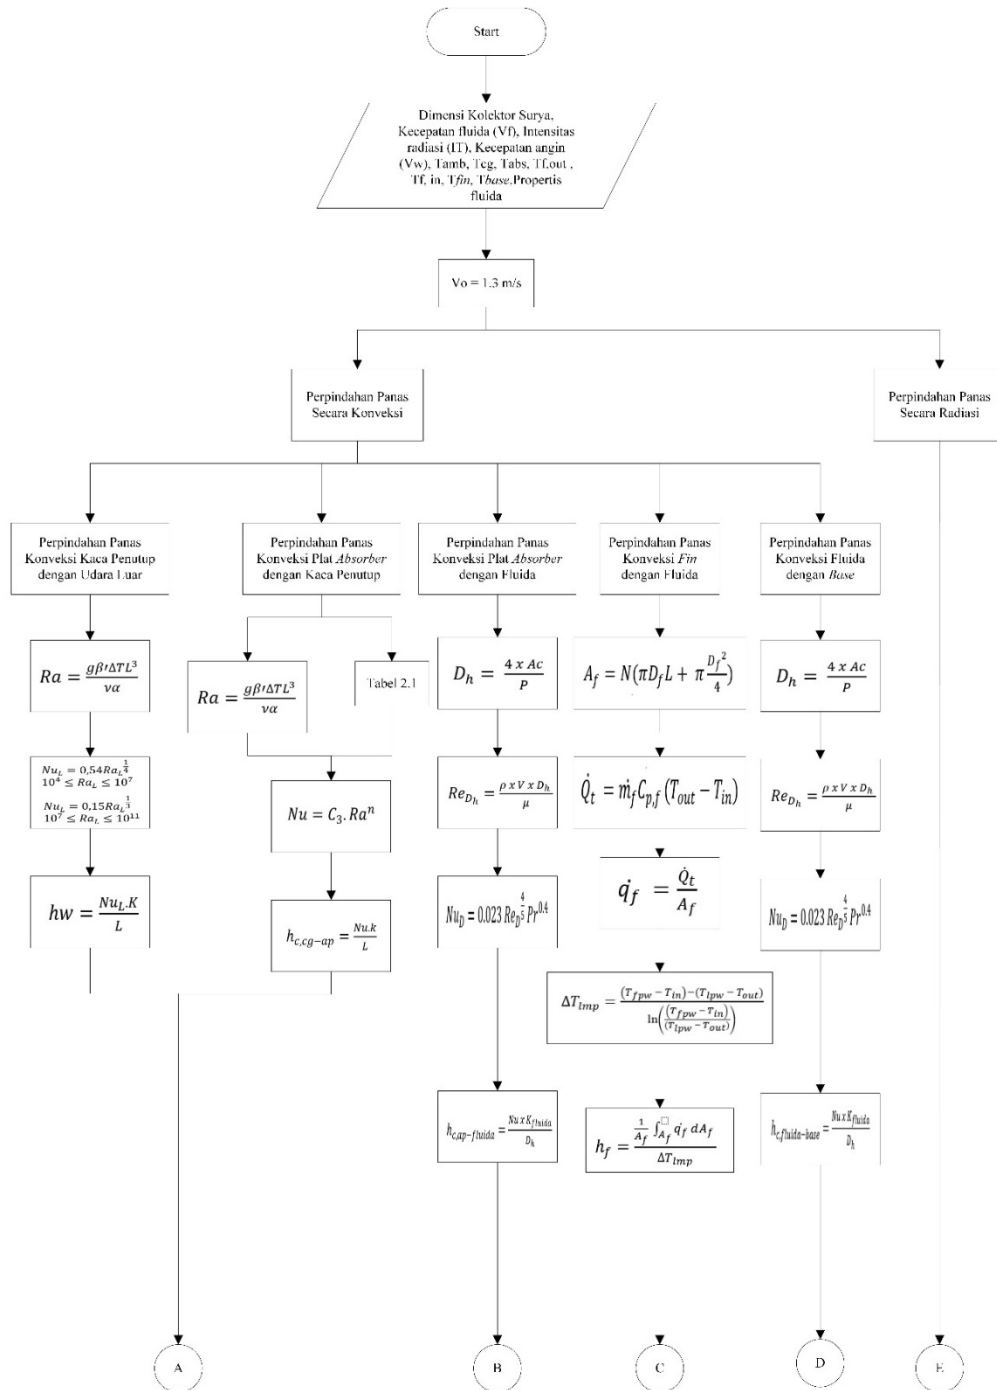 Start
Dimensi Kolektor Surya,
Kecepatan fluida (Vf), Intensitas
radiasi (IT), Kecepatan angin
(Vw), Tamb, Tcg, Tabs, Tf,out ,
Tf, in, Tfin, Tbase.Propertis
fluida
Vo = 1.3 m/s
Perpindahan Panas
Secara Konveksi
Perpindahan Panas
Secara Radiasi
Perpindahan Panas
Konveksi Kaca Penutup
dengan Udara Luar
Perpindahan Panas
Konveksi Plat Absorber
dengan Kaca Penutup
Perpindahan Panas
Konveksi Plat Absorber
dengan Fluida
Perpindahan Panas
Konveksi Fin
dengan Fluida
Perpindahan Panas
Konveksi Fluida
dengan Base
Ra = gβ′ΔTL³ / να
Nu_L = 0,54Ra_L^(1/4)
10⁴ ≤ Ra_L ≤ 10⁷
Nu_L = 0,15Ra_L^(1/3)
10⁷ ≤ Ra_L ≤ 10¹¹
hw = Nu_L.K / L
Ra = gβ′ΔTL³ / να
Tabel 2.1
Nu = C₃.Raⁿ
h_c,cg-ap = Nu.k / L
D_h = 4 x Ac / P
Re_Dh = ρ x V x D_h / μ
Nu_D = 0.023 Re_D^(4/5) Pr^0.4
h_c,ap-fluida = Nu x K_fluida / D_h
A_f = N(πD_f L + π D_f² / 4)
Q̇_t = ṁ_f C_p,f (T_out − T_in)
q̇_f = Q̇_t / A_f
ΔT_lmp = (T_fpw − T_in)−(T_lpw − T_out) / ln((T_fpw − T_in) / (T_lpw − T_out))
h_f = 1/A_f ∫_A_f^□ q̇_f dA_f / ΔT_lmp
D_h = 4 x Ac / P
Re_Dh = ρ x V x D_h / μ
Nu_D = 0.023 Re_D^(4/5) Pr^0.4
h_c,fluida-base = Nu x K_fluida / D_h
A
B
C
D
E